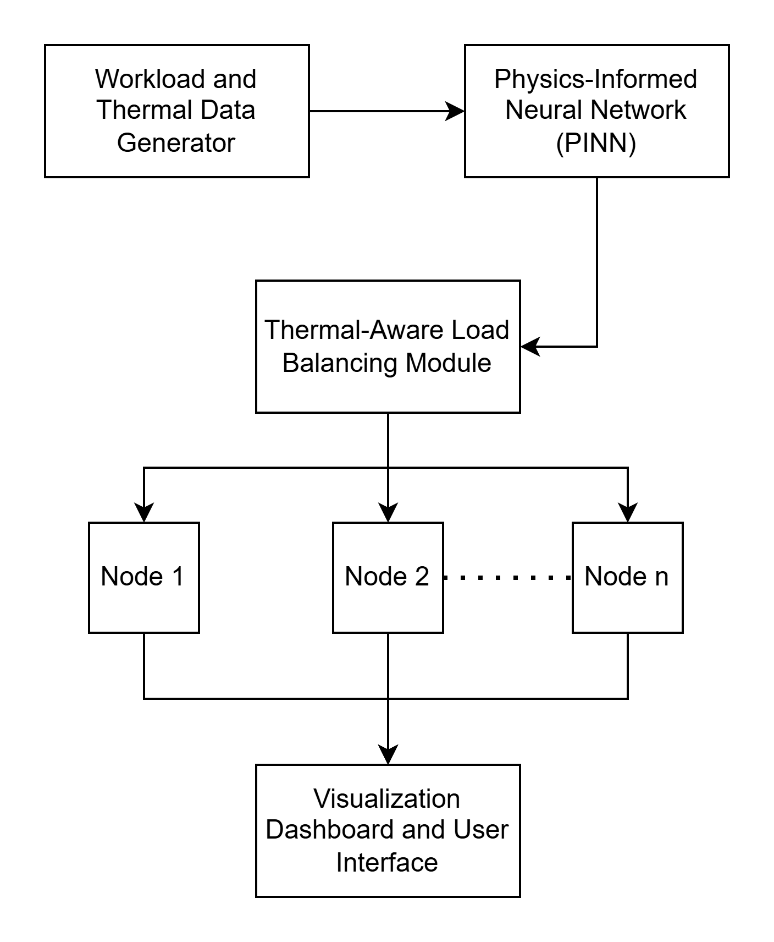 Workload and
Thermal Data
Generator
Physics-Informed
Neural Network
(PINN)
Thermal-Aware Load
Balancing Module
Node 1
Node 2
Node n
Visualization
Dashboard and User
Interface